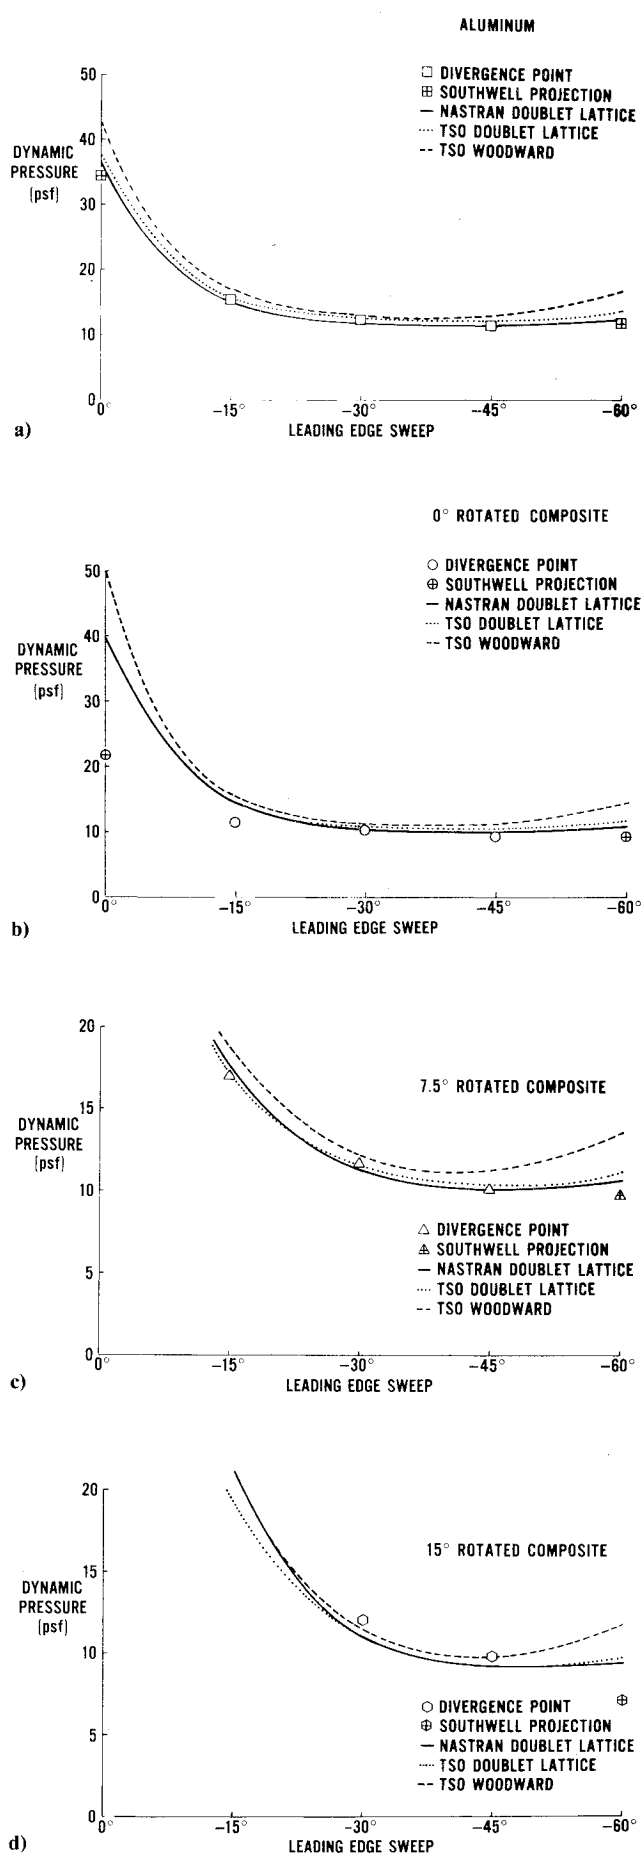 ALUMINUM
DIVERGENCE POINT
SOUTHWELL PROJECTION
NASTRAN DOUBLET LATTICE
TSO DOUBLET LATTICE
TSO WOODWARD
DYNAMIC
PRESSURE
(psf)
50
40
30
20
10
0
0° −15° −30° −45° −60°
LEADING EDGE SWEEP
a)
0° ROTATED COMPOSITE
DIVERGENCE POINT
SOUTHWELL PROJECTION
NASTRAN DOUBLET LATTICE
TSO DOUBLET LATTICE
TSO WOODWARD
DYNAMIC
PRESSURE
(psf)
50
40
30
20
10
0
0° −15° −30° −45° −60°
LEADING EDGE SWEEP
b)
7.5° ROTATED COMPOSITE
DYNAMIC
PRESSURE
(psf)
20
15
10
5
0
DIVERGENCE POINT
SOUTHWELL PROJECTION
NASTRAN DOUBLET LATTICE
TSO DOUBLET LATTICE
TSO WOODWARD
0° −15° −30° −45° −60°
LEADING EDGE SWEEP
c)
15° ROTATED COMPOSITE
DYNAMIC
PRESSURE
(psf)
20
15
10
5
0
DIVERGENCE POINT
SOUTHWELL PROJECTION
NASTRAN DOUBLET LATTICE
TSO DOUBLET LATTICE
TSO WOODWARD
0° −15° −30° −45° −60°
LEADING EDGE SWEEP
d)